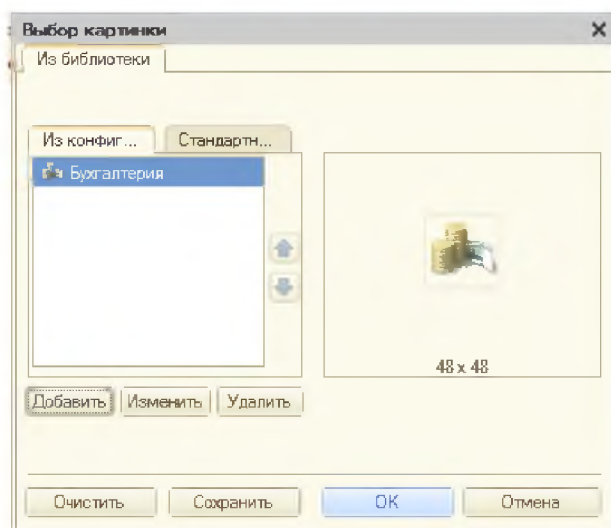 Выбор картинки
Из библиотеки
Из конфиг... Стандартн...
Бухгалтерия
48 x 48
Добавить Изменить Удалить
Очистить Сохранить OK Отмена